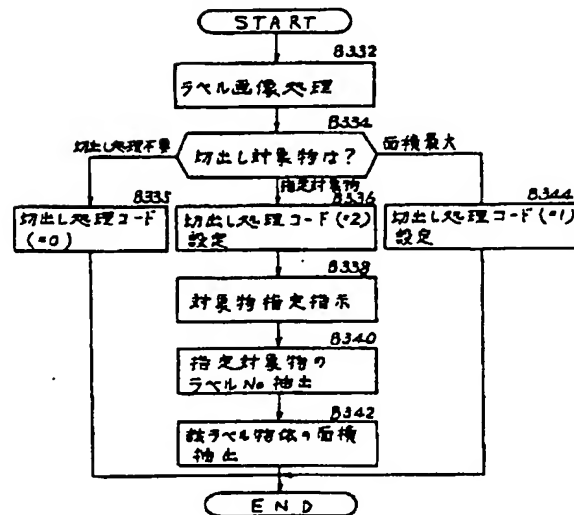 START
B332
ラベル画像処理
B334
切出し対象物は?
切出し処理不要
面積最大
指定対象物
B335
切出し処理コード
(=0)
B336
切出し処理コード(=2)
設定
B344
切出し処理コード(=1)
設定
B338
対象物指定指示
B340
指定対象物の
ラベルNo抽出
B342
該ラベル物体の面積
抽出
END